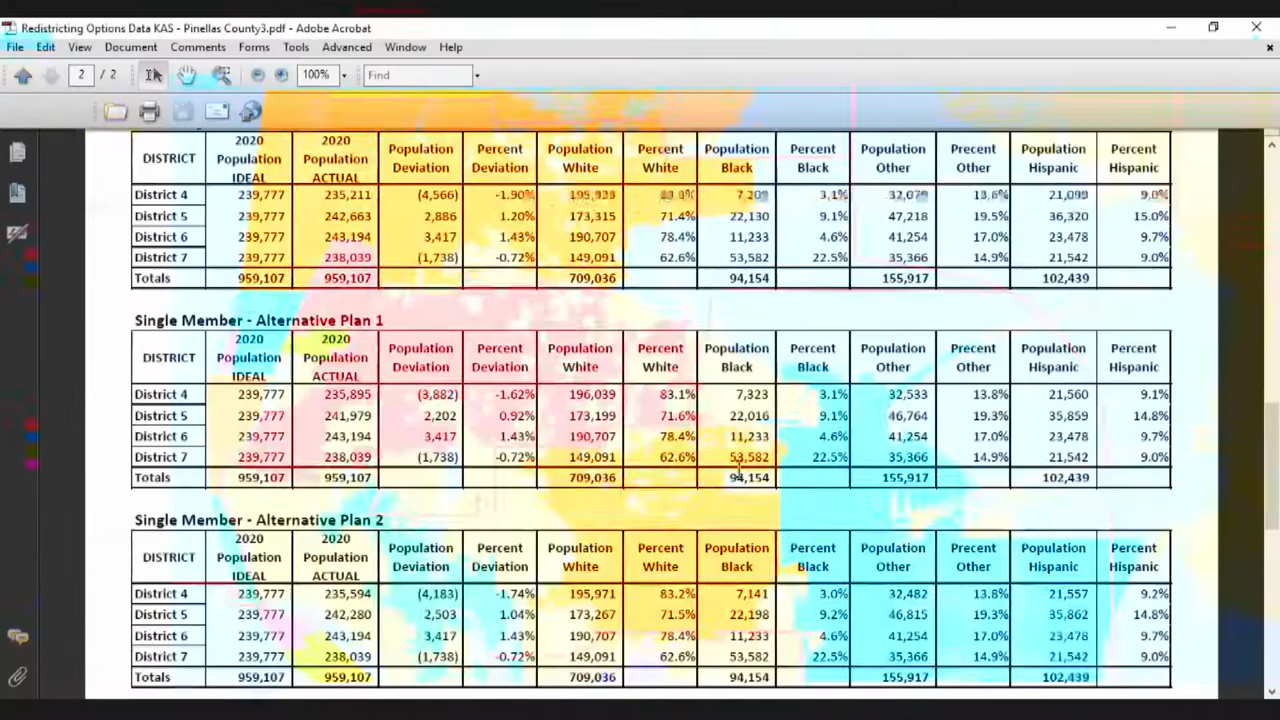 Redistricting Options Data KAS - Pinellas County3.pdf - Adobe Acrobat
File Edit View Document Comments Forms Tools Advanced Window Help
2 / 2 100% Find
DISTRICT 2020 Population IDEAL 2020 Population ACTUAL Population Deviation Percent Deviation Population White Percent White Population Black Percent Black Population Other Precent Other Population Hispanic Percent Hispanic
District 4 239,777 235,211 (4,566) -1.90% 3.1% 13.6% 21,099 9.0%
District 5 239,777 242,663 2,886 1.20% 173,315 71.4% 22,130 9.1% 47,218 19.5% 36,320 15.0%
District 6 239,777 243,194 3,417 1.43% 190,707 78.4% 11,233 4.6% 41,254 17.0% 23,478 9.7%
District 7 239,777 238,039 (1,738) -0.72% 149,091 62.6% 53,582 22.5% 35,366 14.9% 21,542 9.0%
Totals 959,107 959,107 709,036 94,154 155,917 102,439
Single Member - Alternative Plan 1
DISTRICT 2020 Population IDEAL 2020 Population ACTUAL Population Deviation Percent Deviation Population White Percent White Population Black Percent Black Population Other Precent Other Population Hispanic Percent Hispanic
District 4 239,777 235,895 (3,882) -1.62% 196,039 83.1% 7,323 3.1% 32,533 13.8% 21,560 9.1%
District 5 239,777 241,979 2,202 0.92% 173,199 71.6% 22,016 9.1% 46,764 19.3% 35,859 14.8%
District 6 239,777 243,194 3,417 1.43% 190,707 78.4% 11,233 4.6% 41,254 17.0% 23,478 9.7%
District 7 239,777 238,039 (1,738) -0.72% 149,091 62.6% 53,582 22.5% 35,366 14.9% 21,542 9.0%
Totals 959,107 959,107 709,036 94,154 155,917 102,439
Single Member - Alternative Plan 2
DISTRICT 2020 Population IDEAL 2020 Population ACTUAL Population Deviation Percent Deviation Population White Percent White Population Black Percent Black Population Other Precent Other Population Hispanic Percent Hispanic
District 4 239,777 235,594 (4,183) -1.74% 195,971 83.2% 7,141 3.0% 32,482 13.8% 21,557 9.2%
District 5 239,777 242,280 2,503 1.04% 173,267 71.5% 22,198 9.2% 46,815 19.3% 35,862 14.8%
District 6 239,777 243,194 3,417 1.43% 190,707 78.4% 11,233 4.6% 41,254 17.0% 23,478 9.7%
District 7 239,777 238,039 (1,738) -0.72% 149,091 62.6% 53,582 22.5% 35,366 14.9% 21,542 9.0%
Totals 959,107 959,107 709,036 94,154 155,917 102,439